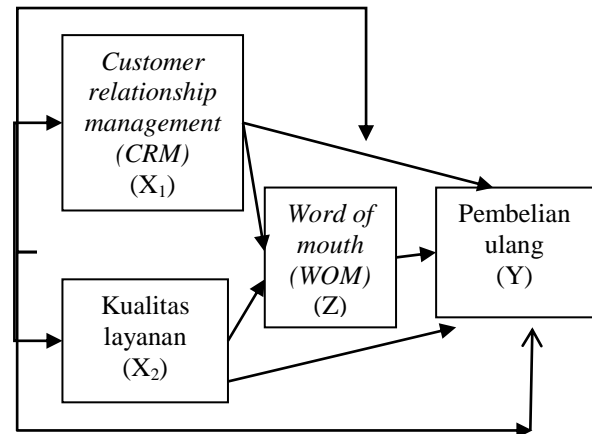 Customer
relationship
management
(CRM)
(X₁)
Word of
mouth
(WOM)
(Z)
Pembelian
ulang
(Y)
Kualitas
layanan
(X₂)